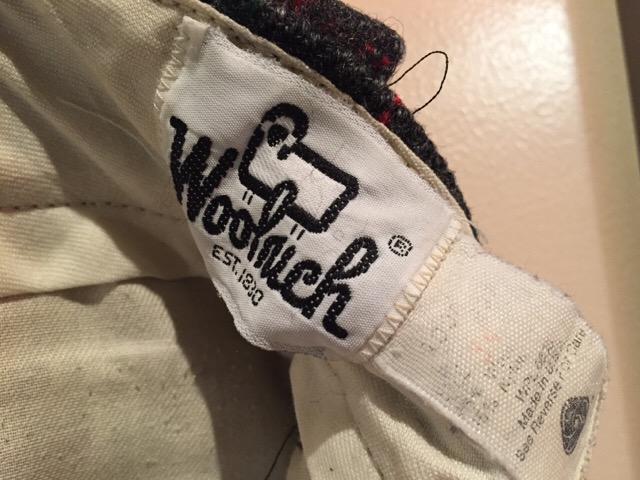 Woolrich
®
EST. 1830
Made in U.S.A.
See Reverse For Care